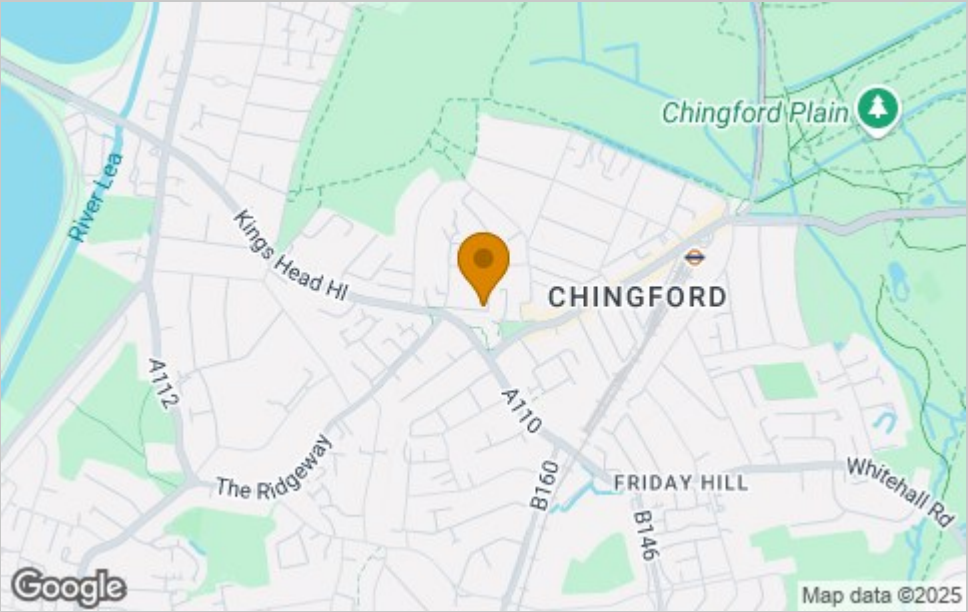 Chingford Plain
River Lea
Kings Head Hl
CHINGFORD
A112
A110
The Ridgeway
B160
FRIDAY HILL
Whitehall Rd
B146
Google
Map data ©2025